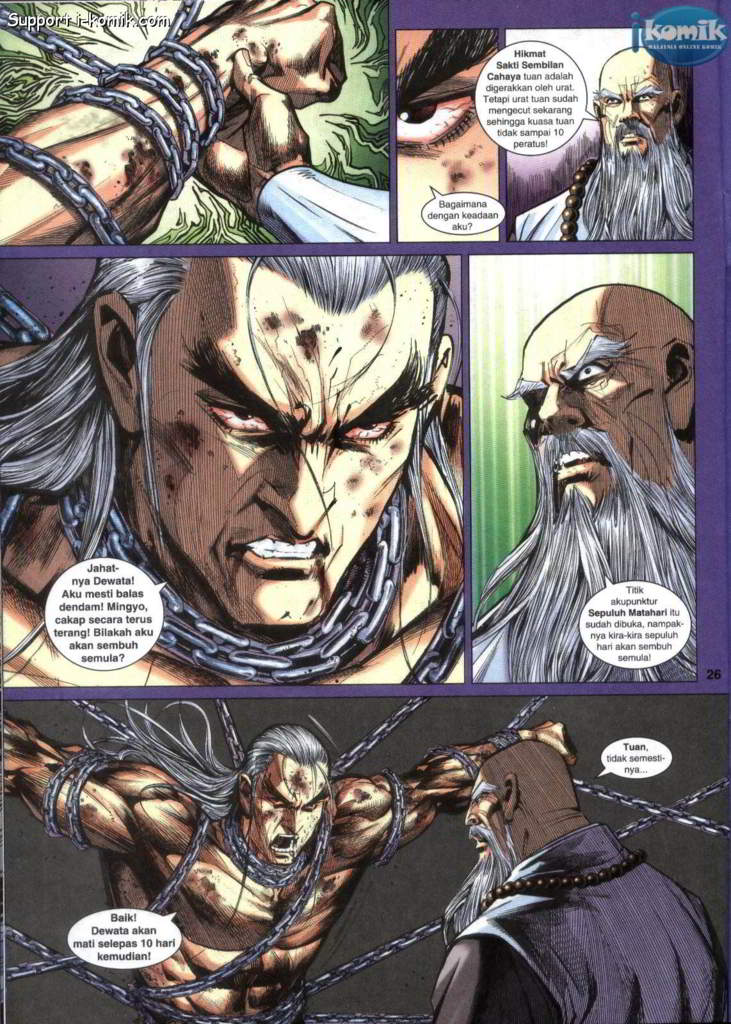 Support i-komik.com
ikomik
MALAYSIA ONLINE KOMIK
Hikmat
Sakti Sembilan
Cahaya tuan adalah
digerakkan oleh urat.
Tetapi urat tuan sudah
mengecut sekarang
sehingga kuasa tuan
tidak sampai 10
peratus!
Bagaimana
dengan keadaan
aku?
Jahat-
nya Dewata!
Aku mesti balas
dendam! Mingyo,
cakap secara terus
terang! Bilakah aku
akan sembuh
semula?
Titik
akupunktur
Sepuluh Matahari itu
sudah dibuka, nampak-
nya kira-kira sepuluh
hari akan sembuh
semula!
26
Tuan,
tidak semesti-
nya...
Baik!
Dewata akan
mati selepas 10 hari
kemudian!